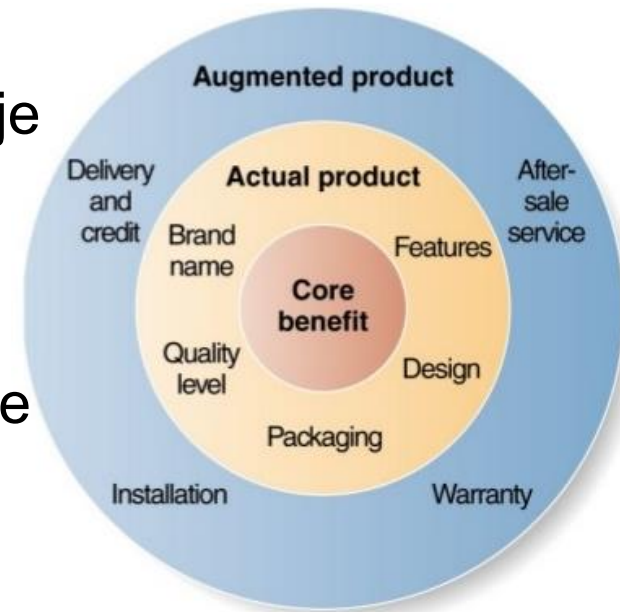 je
e
Augmented product
Delivery
and
credit
After-
sale
service
Actual product
Brand
name
Features
Core
benefit
Quality
level
Design
Packaging
Installation
Warranty